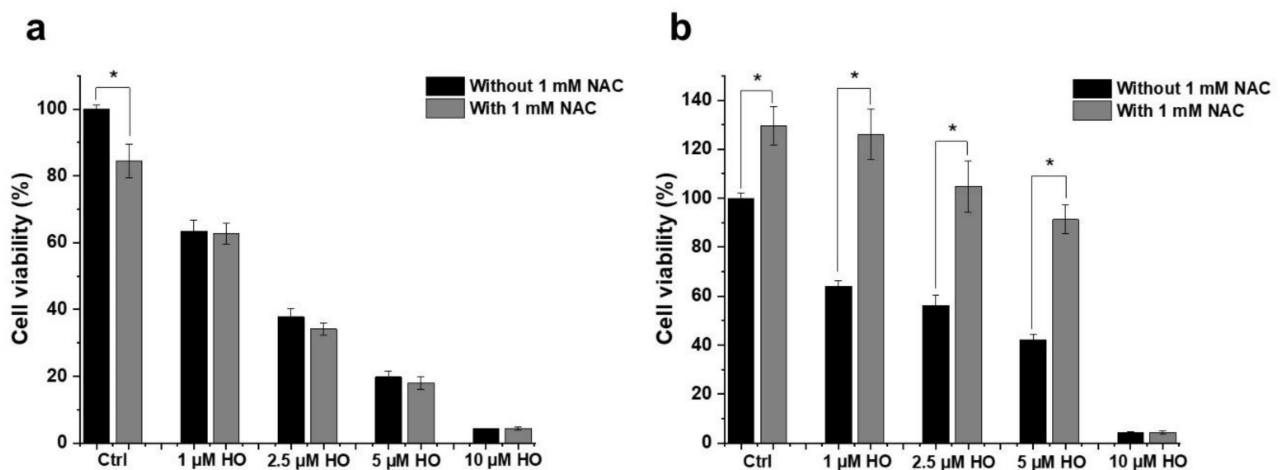 a
*
Without 1 mM NAC
With 1 mM NAC
Cell viability (%)
100
80
60
40
20
0
Ctrl
1 µM HO
2.5 µM HO
5 µM HO
10 µM HO
b
* * * *
Without 1 mM NAC
With 1 mM NAC
Cell viability (%)
140
120
100
80
60
40
20
0
Ctrl
1 µM HO
2.5 µM HO
5 µM HO
10 µM HO